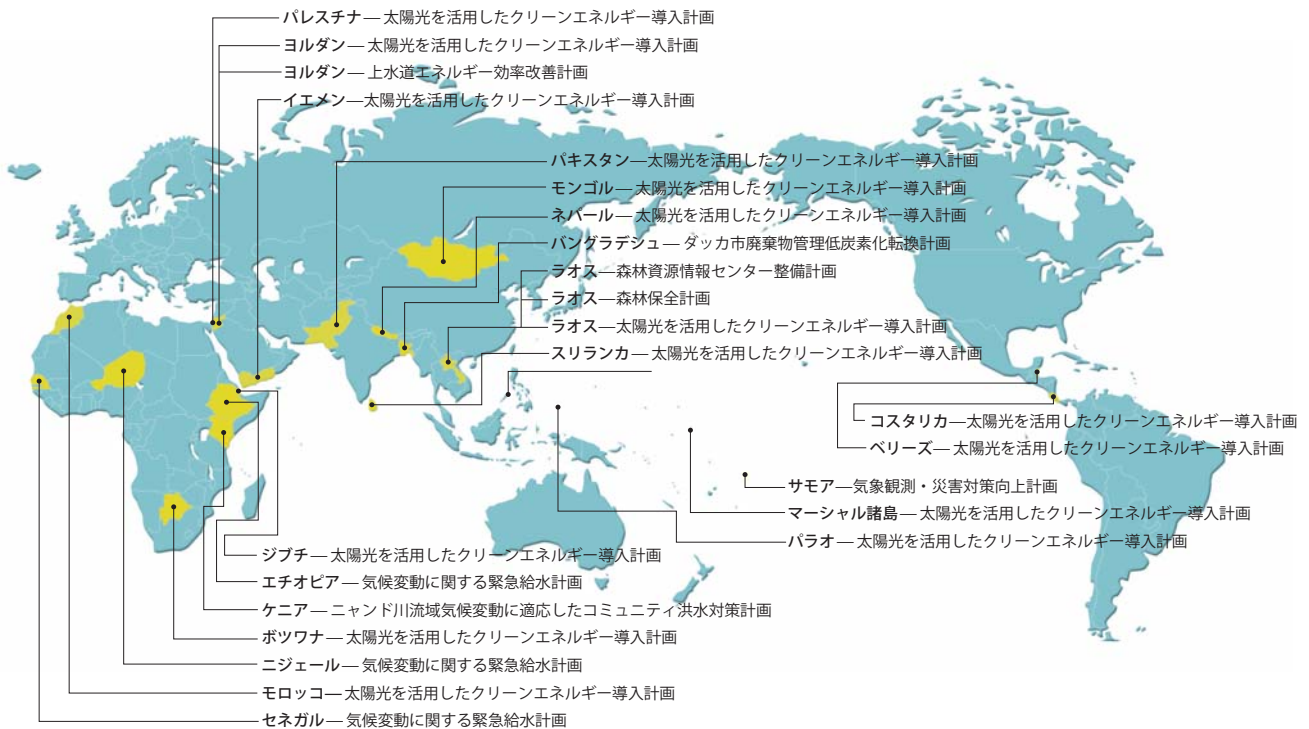 パレスチナ―太陽光を活用したクリーンエネルギー導入計画
ヨルダン―太陽光を活用したクリーンエネルギー導入計画
ヨルダン―上水道エネルギー効率改善計画
イエメン―太陽光を活用したクリーンエネルギー導入計画
パキスタン―太陽光を活用したクリーンエネルギー導入計画
モンゴル―太陽光を活用したクリーンエネルギー導入計画
ネパール―太陽光を活用したクリーンエネルギー導入計画
バングラデシュ―ダッカ市廃棄物管理低炭素化転換計画
ラオス―森林資源情報センター整備計画
ラオス―森林保全計画
ラオス―太陽光を活用したクリーンエネルギー導入計画
スリランカ―太陽光を活用したクリーンエネルギー導入計画
コスタリカ―太陽光を活用したクリーンエネルギー導入計画
ベリーズ―太陽光を活用したクリーンエネルギー導入計画
サモア―気象観測・災害対策向上計画
マーシャル諸島―太陽光を活用したクリーンエネルギー導入計画
パラオ―太陽光を活用したクリーンエネルギー導入計画
ジブチ―太陽光を活用したクリーンエネルギー導入計画
エチオピア―気候変動に関する緊急給水計画
ケニア―ニャンド川流域気候変動に適応したコミュニティ洪水対策計画
ボツワナ―太陽光を活用したクリーンエネルギー導入計画
ニジェール―気候変動に関する緊急給水計画
モロッコ―太陽光を活用したクリーンエネルギー導入計画
セネガル―気候変動に関する緊急給水計画